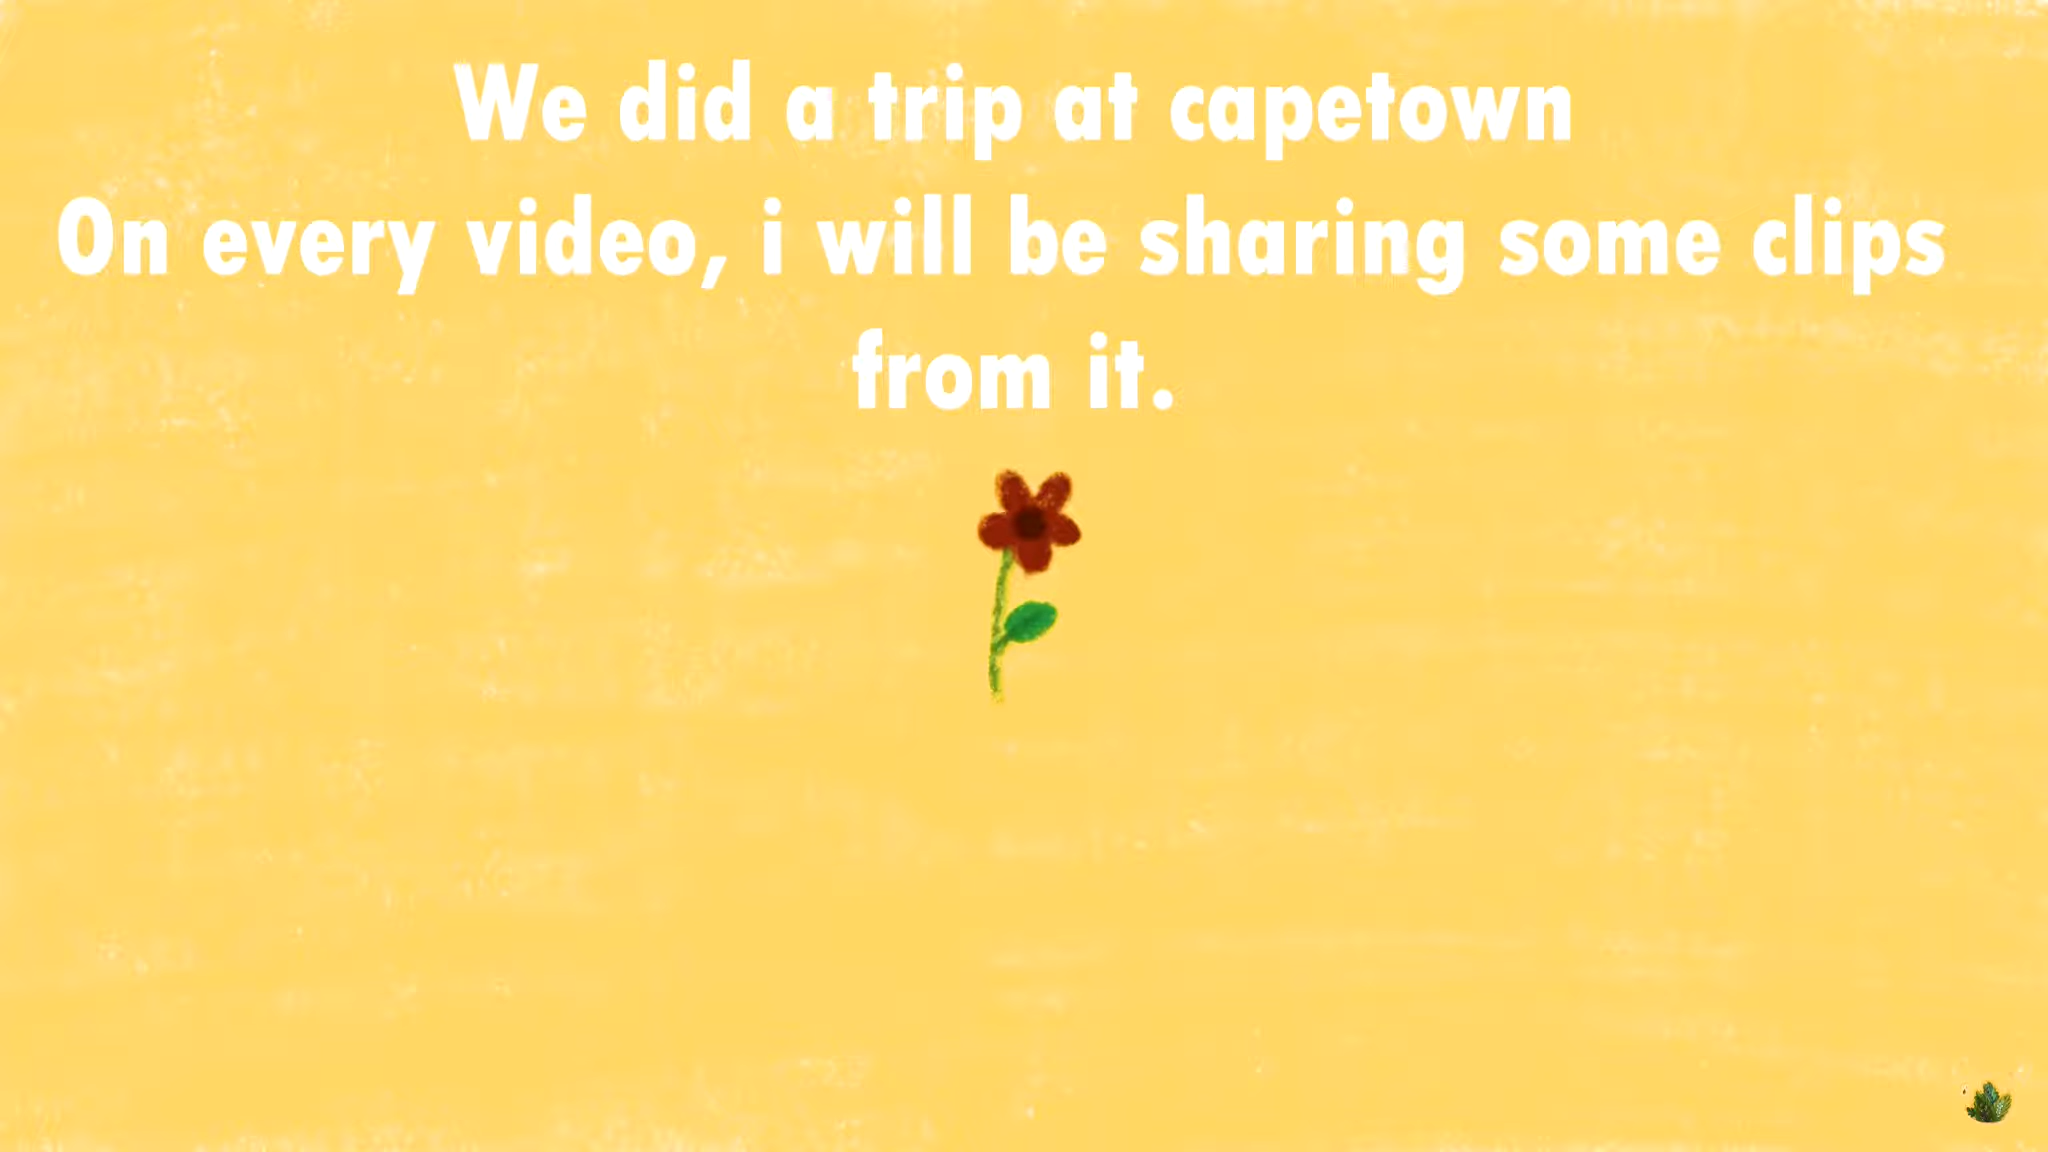 We did a trip at capetown
On every video, i will be sharing some clips
from it.